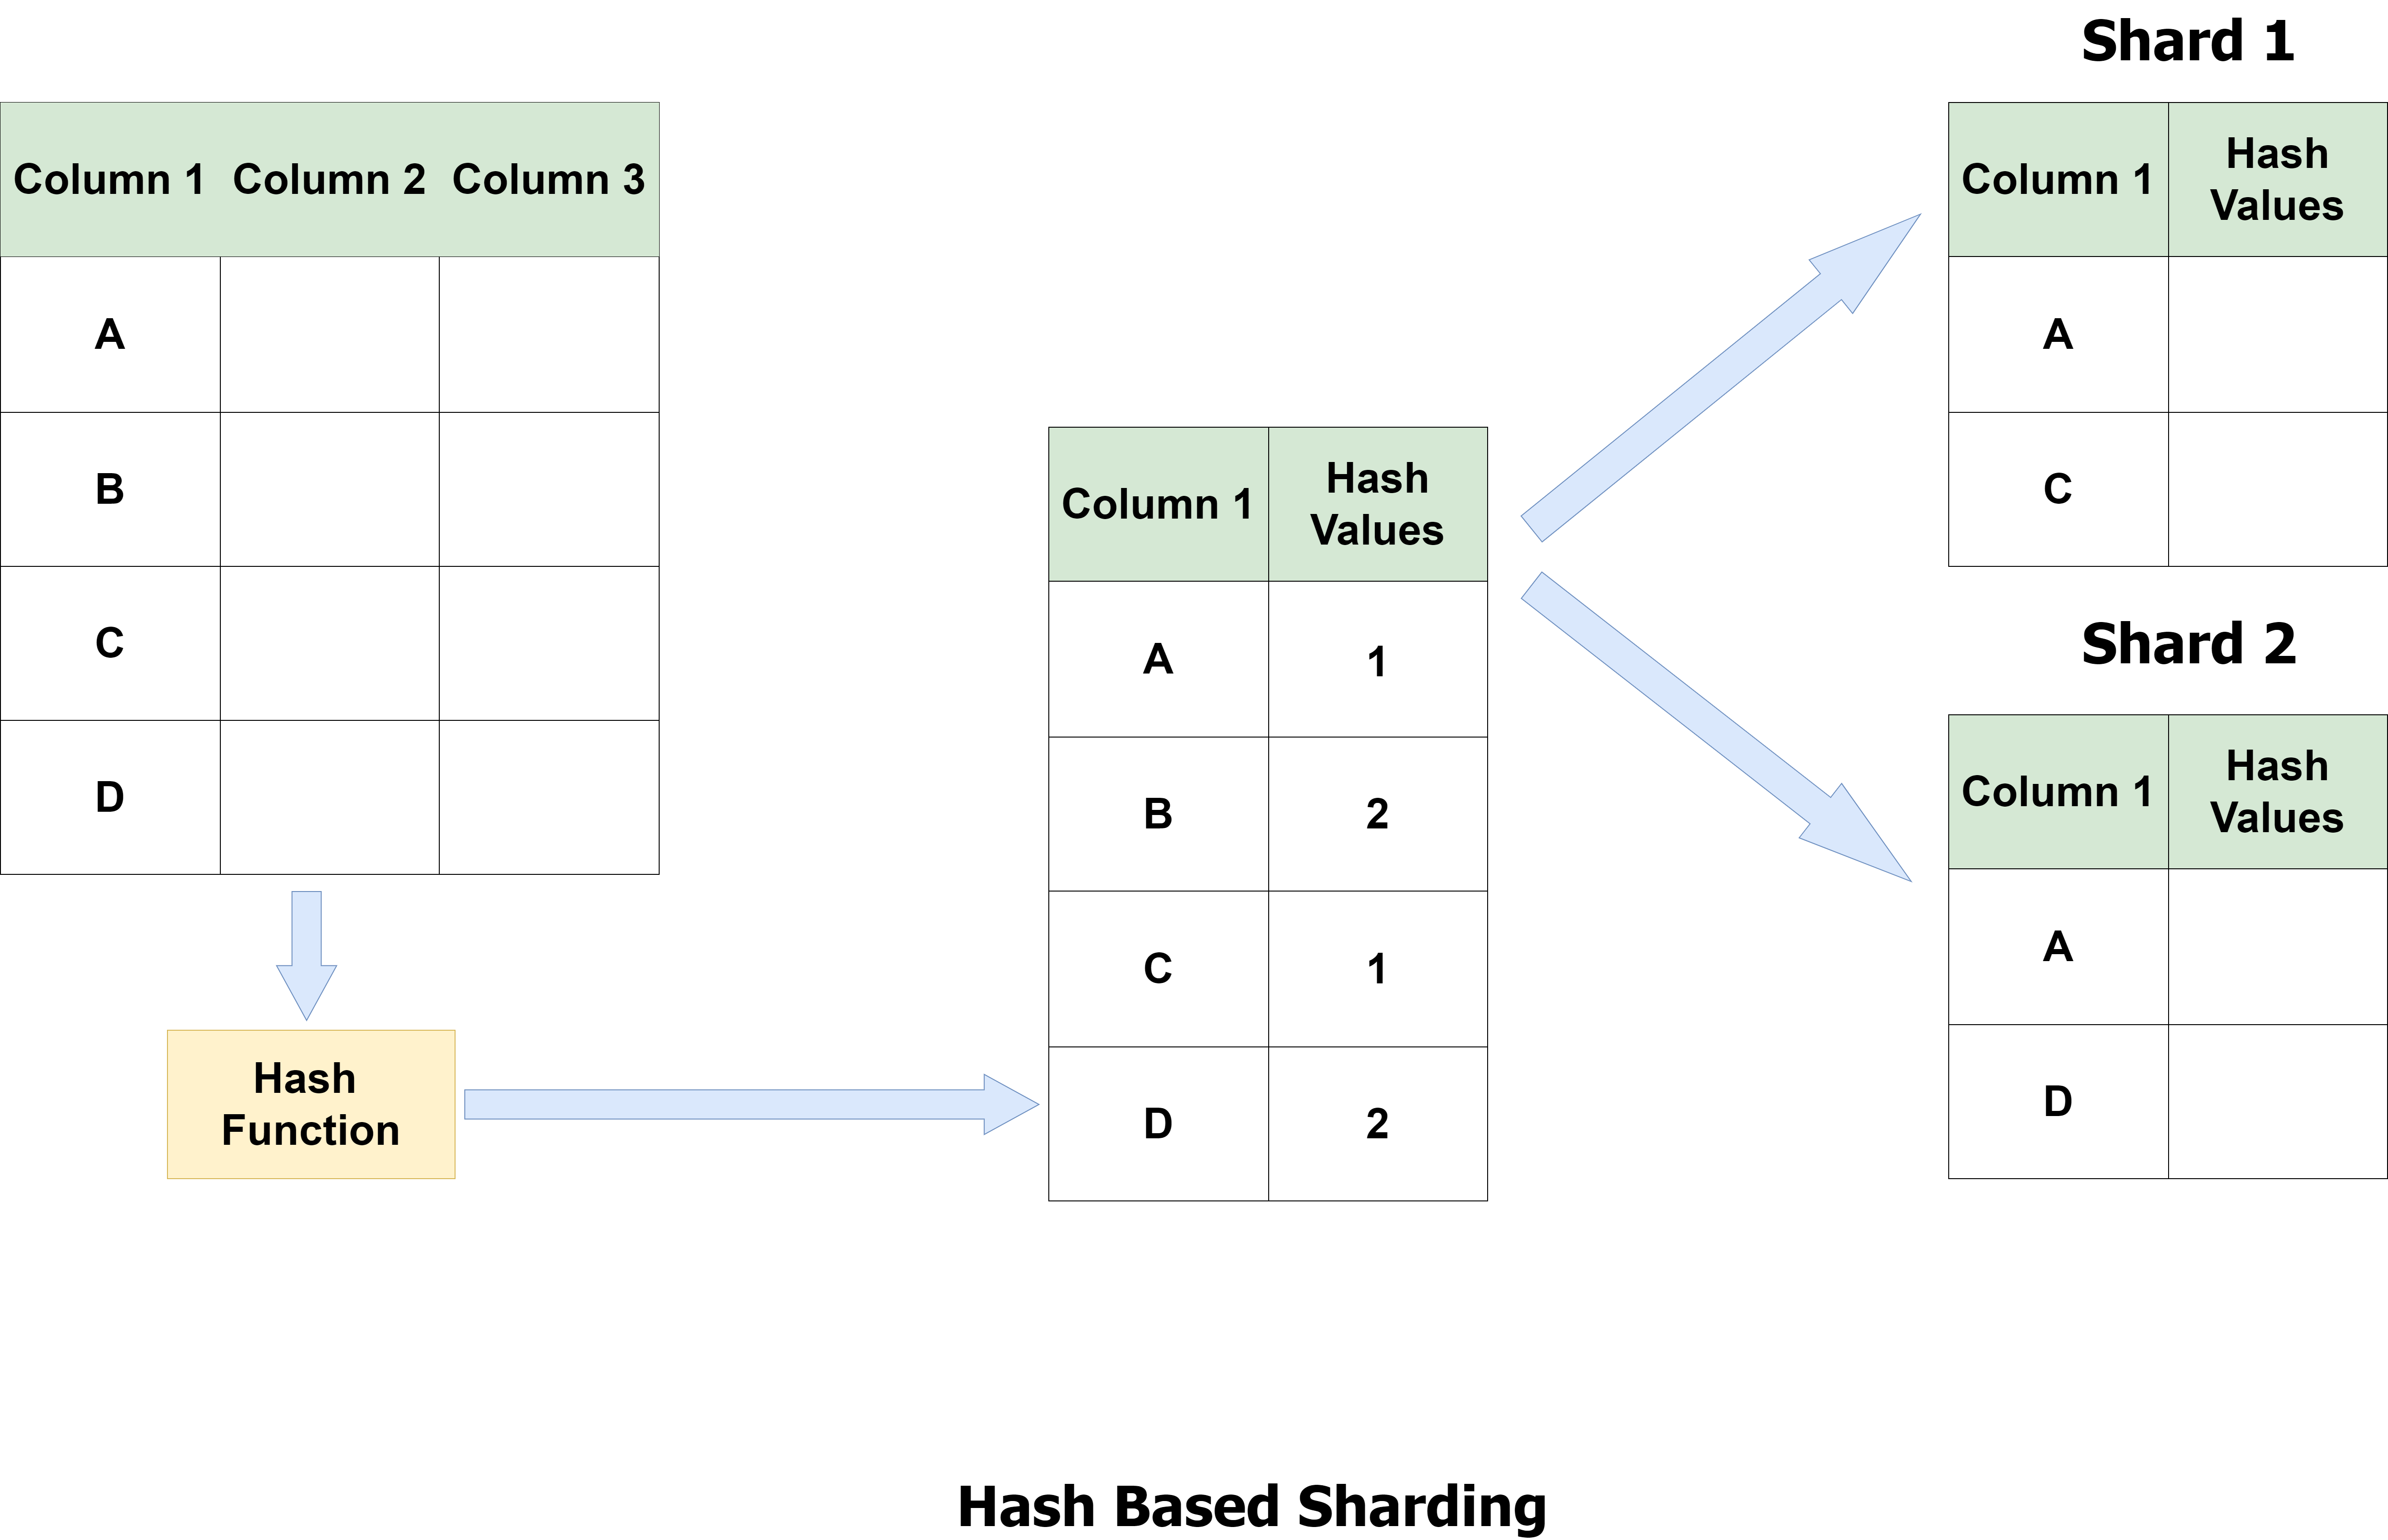 Column 1 Column 2 Column 3
A
B
C
D
Hash
Function
Column 1 Hash
Values
A 1
B 2
C 1
D 2
Shard 1
Column 1 Hash
Values
A
C
Shard 2
Column 1 Hash
Values
A
D
Hash Based Sharding